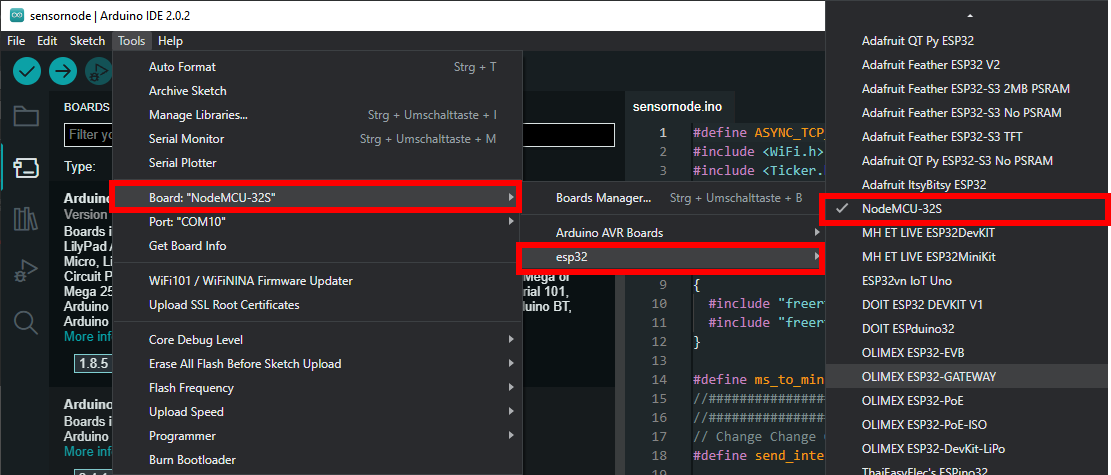 sensornode | Arduino IDE 2.0.2
File Edit Sketch Tools Help
Auto Format Strg + T
Archive Sketch
Manage Libraries... Strg + Umschalttaste + I
Serial Monitor Strg + Umschalttaste + M
Serial Plotter
Board: "NodeMCU-32S"
Port: "COM10"
Get Board Info
WiFi101 / WiFiNINA Firmware Updater
Upload SSL Root Certificates
Core Debug Level
Erase All Flash Before Sketch Upload
Flash Frequency
Upload Speed
Programmer
Burn Bootloader
BOARDS
Filter yo
Type:
Arduino
Version
Boards i
LilyPad A
Micro, Li
Circuit P
Mega 25
Arduino
Arduino
More info
1.8.5
Arduino
Boards i
Arduino
More info
Mega or
rial 101,
duino BT,
Boards Manager... Strg + Umschalttaste + B
Arduino AVR Boards
esp32
sensornode.ino
1 #define ASYNC_TCP_
2 #include <WiFi.h>
3 #include <Ticker.
9 {
10 #include "freer
11 #include "freer
12 }
13
14 #define ms_to_min
15 //###############
16 //###############
17 // Change Change
18 #define send_inte
Adafruit QT Py ESP32
Adafruit Feather ESP32 V2
Adafruit Feather ESP32-S3 2MB PSRAM
Adafruit Feather ESP32-S3 No PSRAM
Adafruit Feather ESP32-S3 TFT
Adafruit QT Py ESP32-S3 No PSRAM
Adafruit ItsyBitsy ESP32
NodeMCU-32S
MH ET LIVE ESP32DevKIT
MH ET LIVE ESP32MiniKit
ESP32vn IoT Uno
DOIT ESP32 DEVKIT V1
DOIT ESPduino32
OLIMEX ESP32-EVB
OLIMEX ESP32-GATEWAY
OLIMEX ESP32-PoE
OLIMEX ESP32-PoE-ISO
OLIMEX ESP32-DevKit-LiPo
ThaiEasyElec's ESPino32